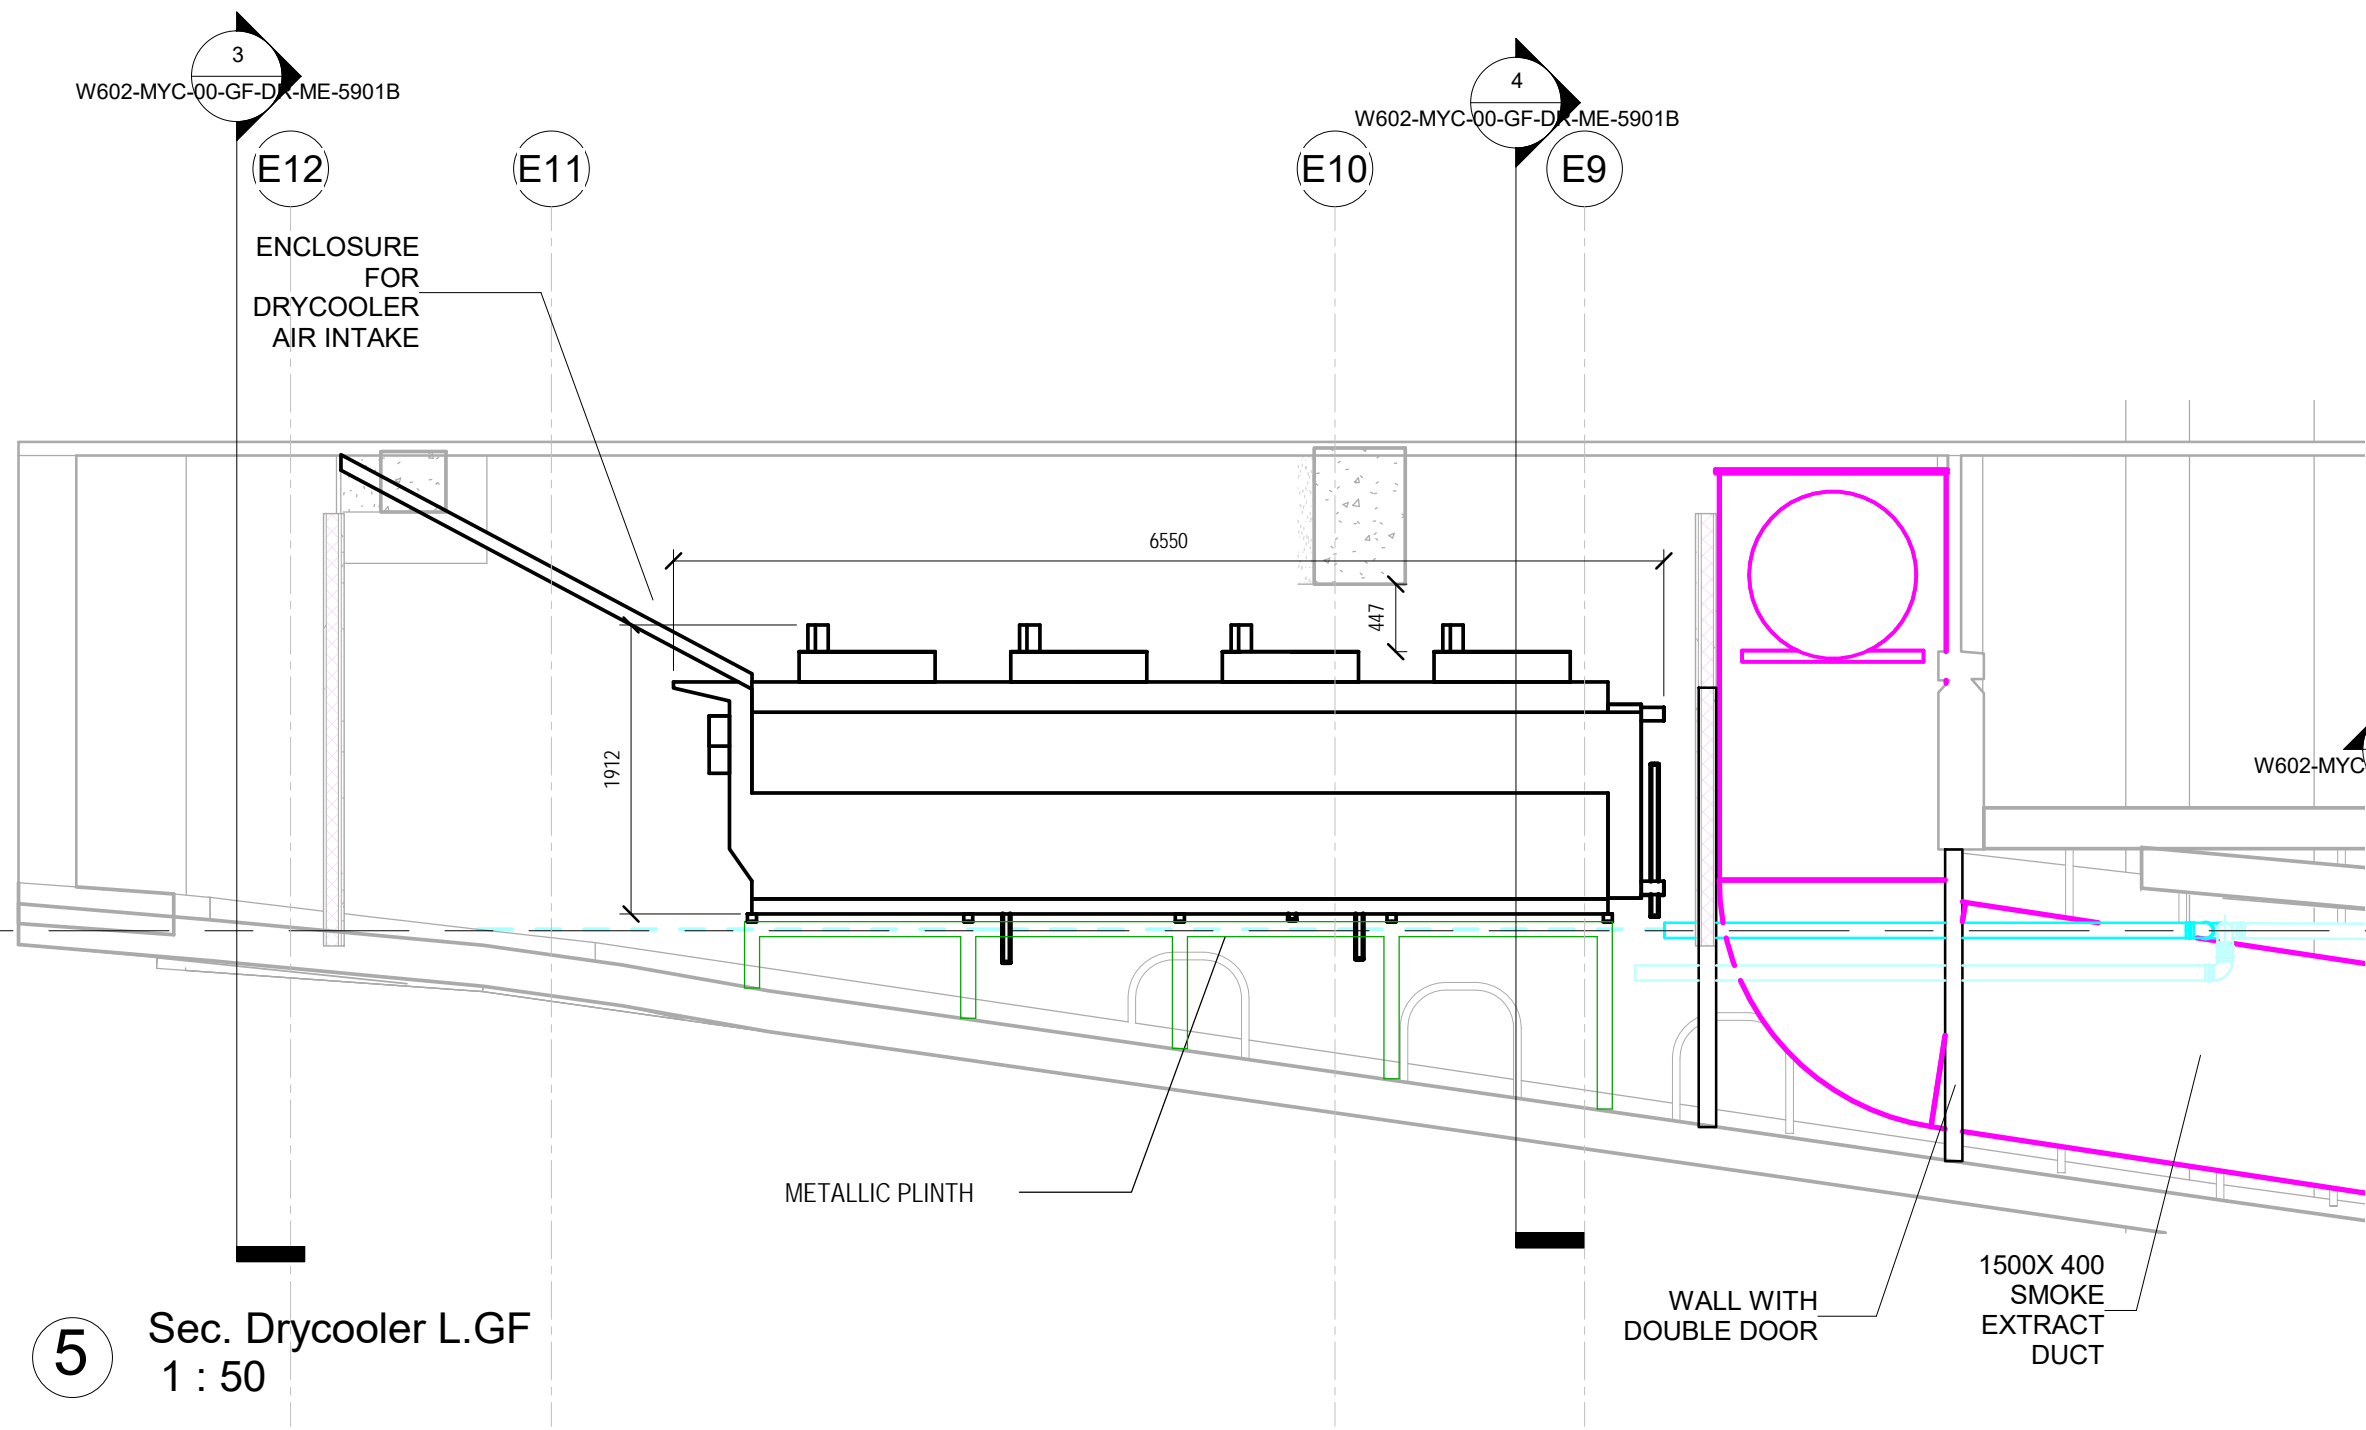 3
W602-MYC-00-GF-DR-ME-5901B
4
W602-MYC-00-GF-DR-ME-5901B
E12
E11
E10
E9
ENCLOSURE
FOR
DRYCOOLER
AIR INTAKE
6550
447
1912
W602-MYC
METALLIC PLINTH
WALL WITH
DOUBLE DOOR
1500X 400
SMOKE
EXTRACT
DUCT
5
Sec. Drycooler L.GF
1 : 50